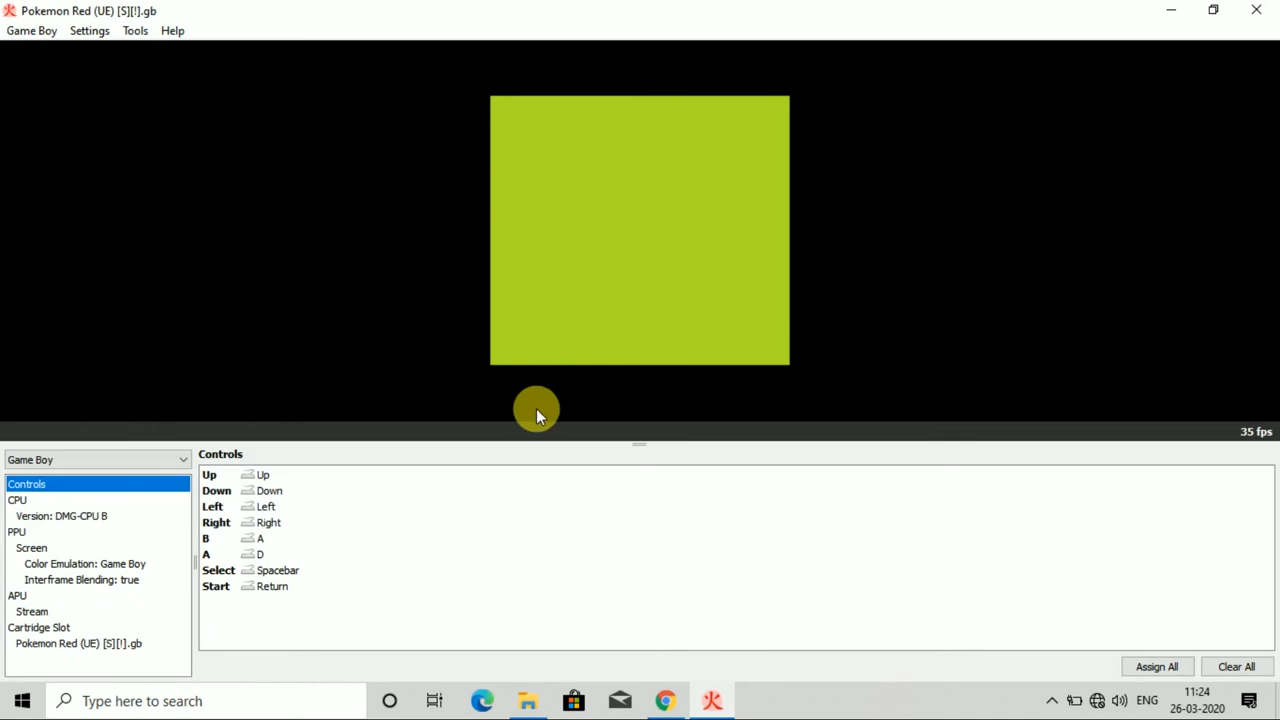 火 Pokemon Red (UE) [S][!].gb
Game Boy Settings Tools Help
35 fps
Game Boy
Controls
CPU
Version: DMG-CPU B
PPU
Screen
Color Emulation: Game Boy
Interframe Blending: true
APU
Stream
Cartridge Slot
Pokemon Red (UE) [S][!].gb
Controls
Up Up
Down Down
Left Left
Right Right
B A
A D
Select Spacebar
Start Return
Assign All Clear All
Type here to search
火
ENG
11:24
26-03-2020